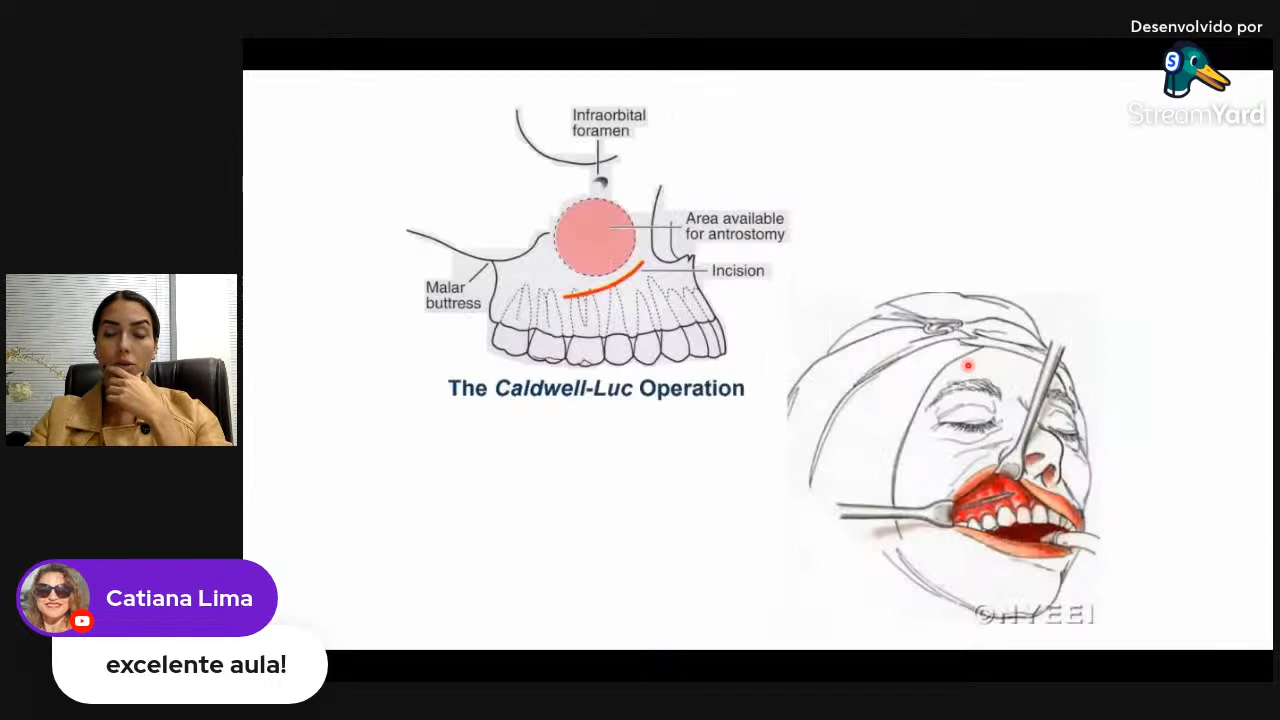 Desenvolvido por
StreamYard
Infraorbital
foramen
Area available
for antrostomy
Incision
Malar
buttress
The Caldwell-Luc Operation
©NYEEI
Catiana Lima
excelente aula!